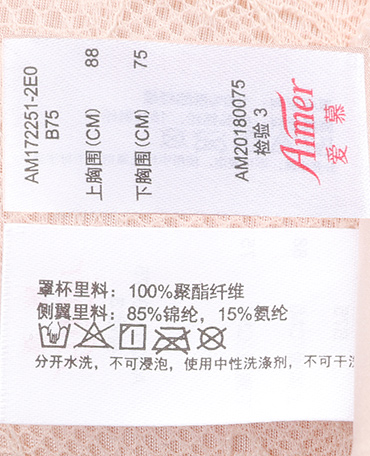 AM172251-2E0
B75
上胸围(CM) 88
下胸围(CM) 75
AM20180075
检验 3
Aimer
爱慕
罩杯里料：100%聚酯纤维
侧翼里料：85%锦纶，15%氨纶
分开水洗，不可浸泡，使用中性洗涤剂，不可干洗